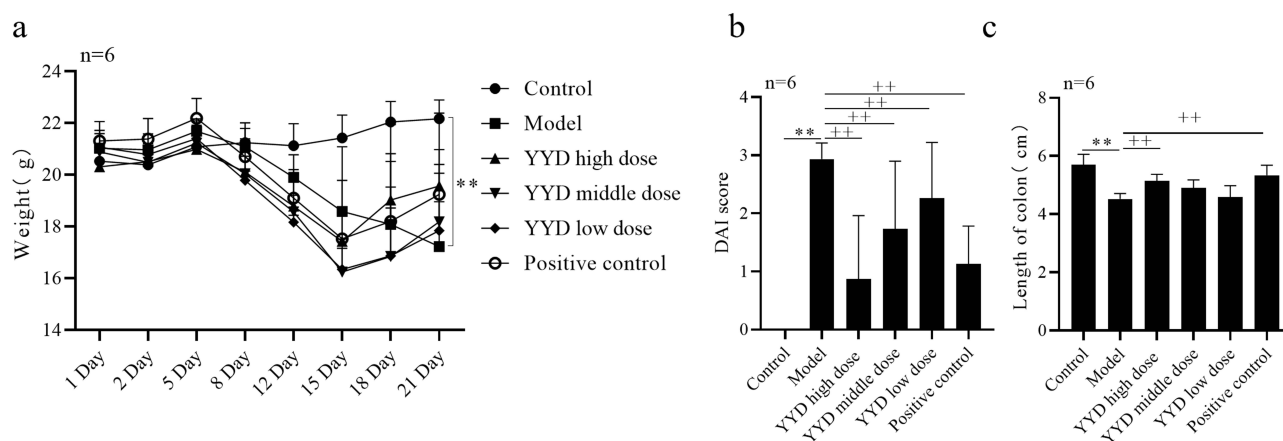 a
n=6
Weight( g)
24
22
20
18
16
14
1 Day
2 Day
5 Day
8 Day
12 Day
15 Day
18 Day
21 Day
**
Control
Model
YYD high dose
YYD middle dose
YYD low dose
Positive control
b
n=6
DAI score
4
3
2
1
0
**
++
++
++
++
Control
Model
YYD high dose
YYD middle dose
YYD low dose
Positive control
c
n=6
Length of colon( cm)
8
6
4
2
0
**
++
++
Control
Model
YYD high dose
YYD middle dose
YYD low dose
Positive control